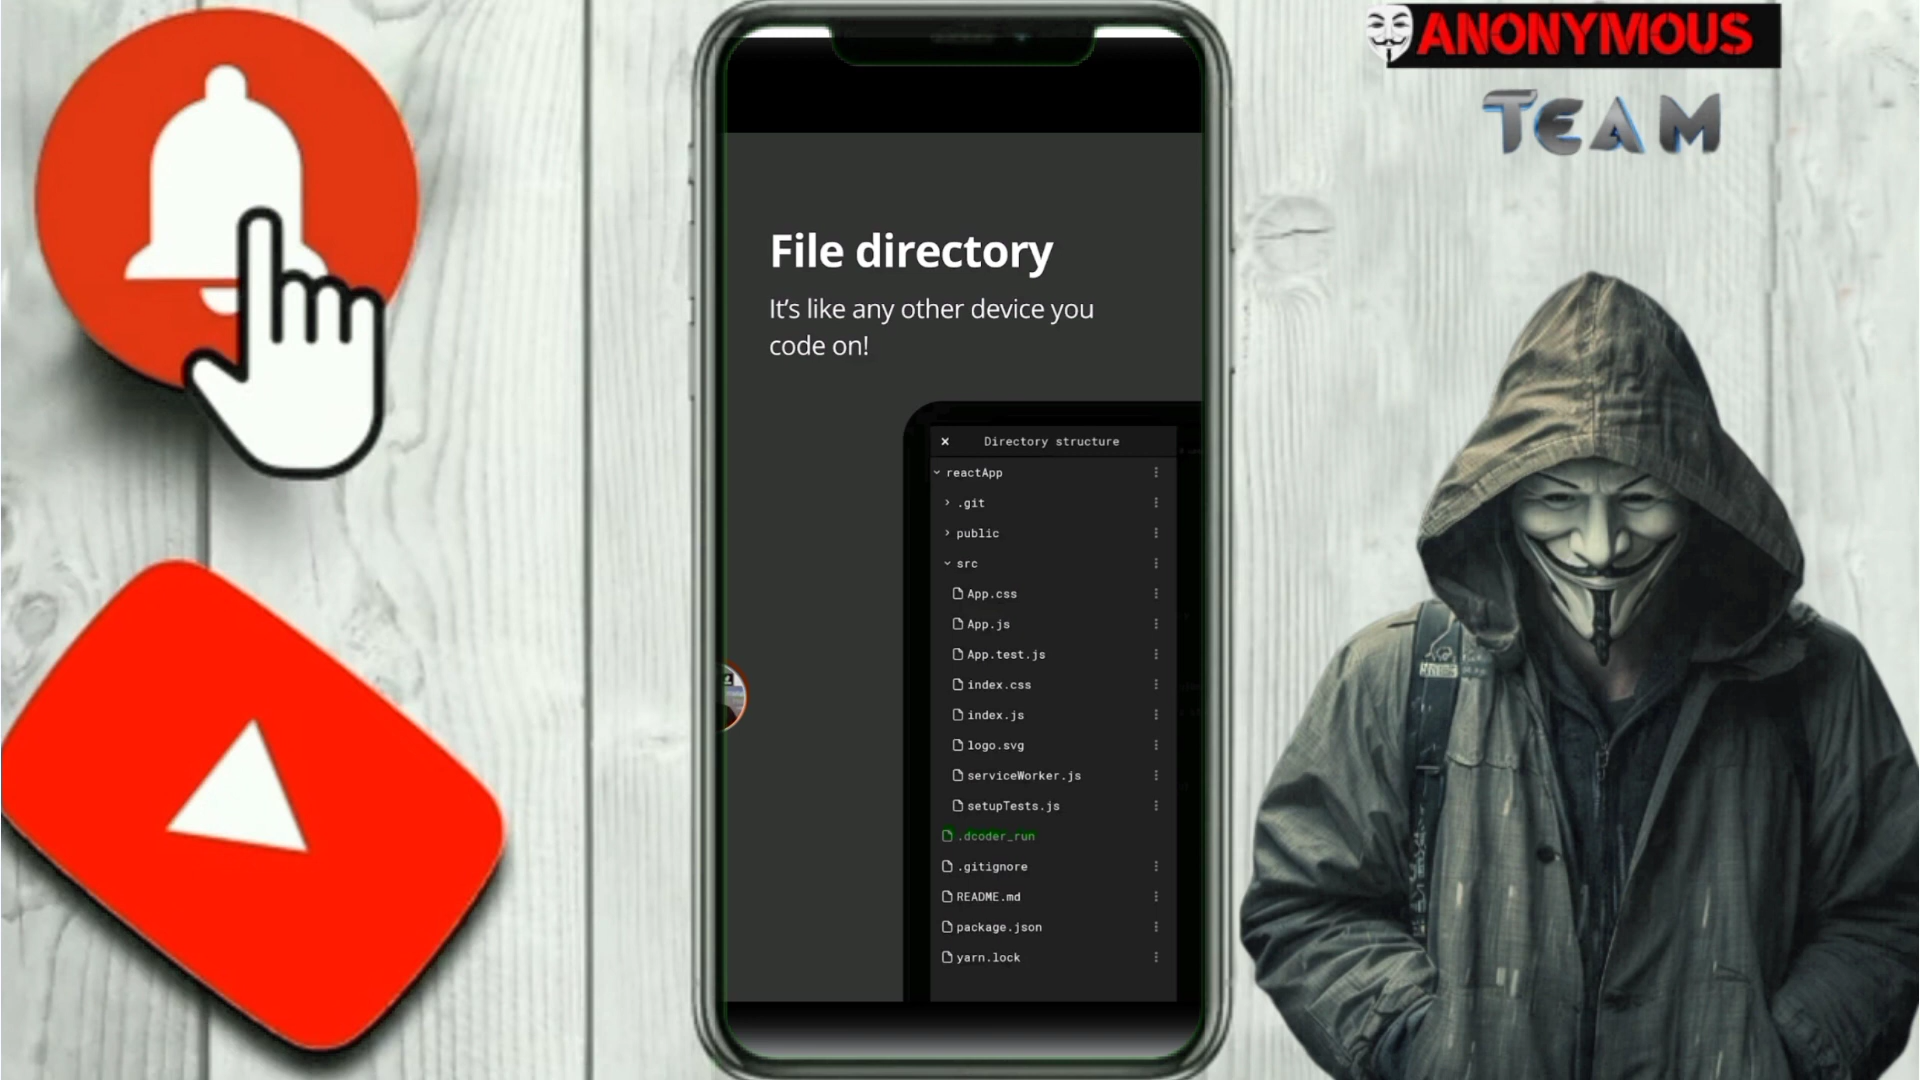 ANONYMOUS
TEAM
File directory
It's like any other device you
code on!
Directory structure
reactApp
.git
public
src
App.css
App.js
App.test.js
index.css
index.js
logo.svg
serviceWorker.js
setupTests.js
.dcoder_run
.gitignore
README.md
package.json
yarn.lock